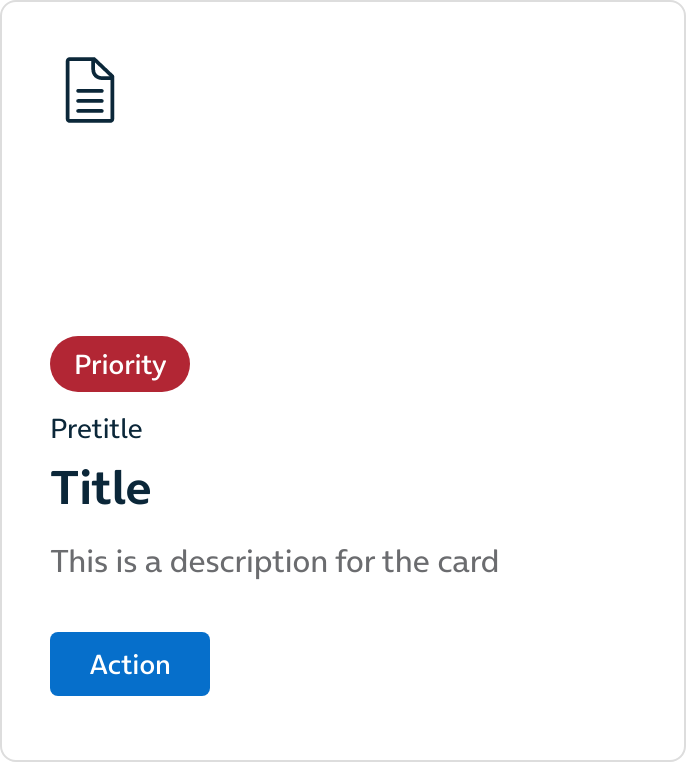 Priority
Pretitle
Title
This is a description for the card
Action